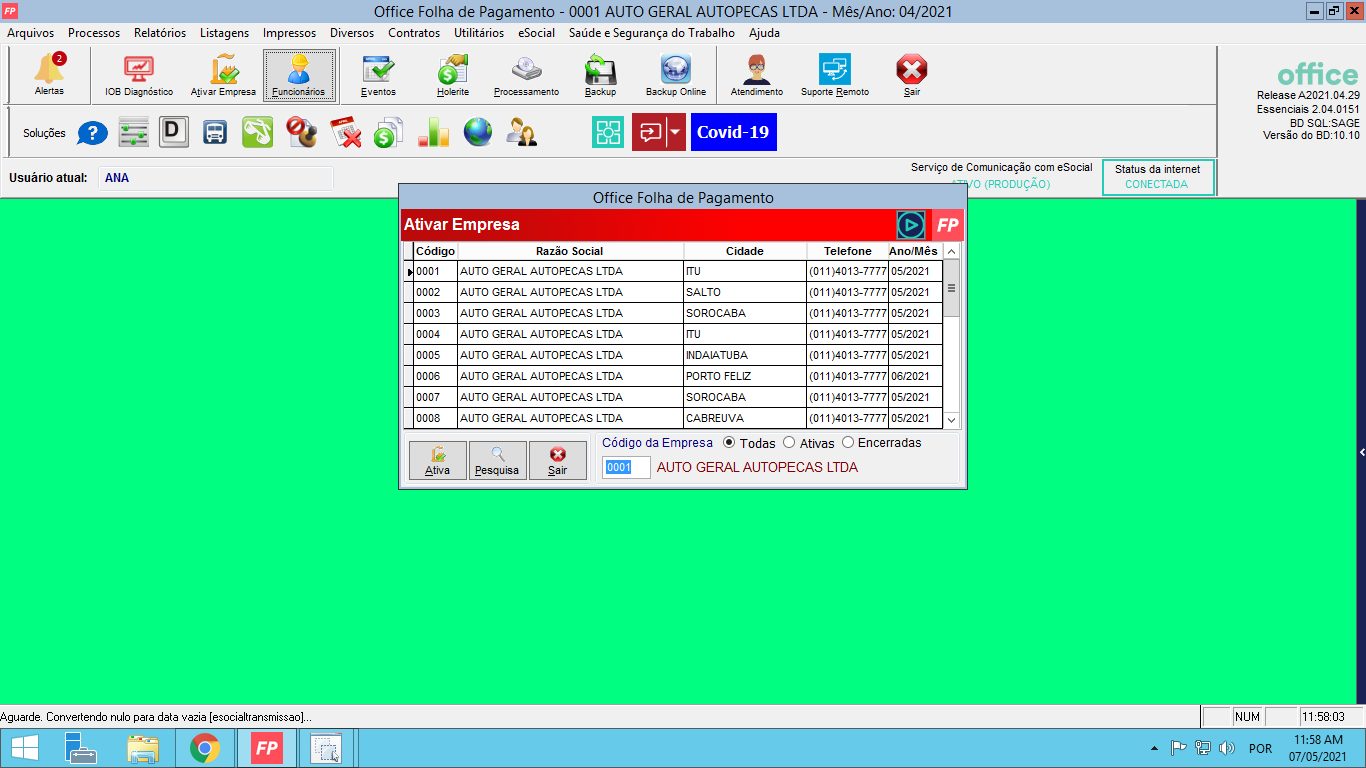 FP Office Folha de Pagamento - 0001 AUTO GERAL AUTOPECAS LTDA - Mês/Ano: 04/2021
Arquivos Processos Relatórios Listagens Impressos Diversos Contratos Utilitários eSocial Saúde e Segurança do Trabalho Ajuda
2
Alertas IOB Diagnóstico Ativar Empresa Funcionários Eventos Holerite Processamento Backup Backup Online Atendimento Suporte Remoto Sair
office
Release A2021.04.29
Essenciais 2.04.0151
BD SQL:SAGE
Versão do BD:10.10
Soluções ? D Covid-19
Usuário atual: ANA
Serviço de Comunicação com eSocial
ATIVO (PRODUÇÃO)
Status da internet
CONECTADA
Office Folha de Pagamento
Ativar Empresa FP
Código Razão Social Cidade Telefone Ano/Mês
0001 AUTO GERAL AUTOPECAS LTDA ITU (011)4013-7777 05/2021
0002 AUTO GERAL AUTOPECAS LTDA SALTO (011)4013-7777 05/2021
0003 AUTO GERAL AUTOPECAS LTDA SOROCABA (011)4013-7777 05/2021
0004 AUTO GERAL AUTOPECAS LTDA ITU (011)4013-7777 05/2021
0005 AUTO GERAL AUTOPECAS LTDA INDAIATUBA (011)4013-7777 05/2021
0006 AUTO GERAL AUTOPECAS LTDA PORTO FELIZ (011)4013-7777 06/2021
0007 AUTO GERAL AUTOPECAS LTDA SOROCABA (011)4013-7777 05/2021
0008 AUTO GERAL AUTOPECAS LTDA CABREUVA (011)4013-7777 05/2021
Ativa Pesquisa Sair
Código da Empresa Todas Ativas Encerradas
0001 AUTO GERAL AUTOPECAS LTDA
Aguarde. Convertendo nulo para data vazia [esocialtransmissao]...
NUM 11:58:03
FP
POR
11:58 AM
07/05/2021